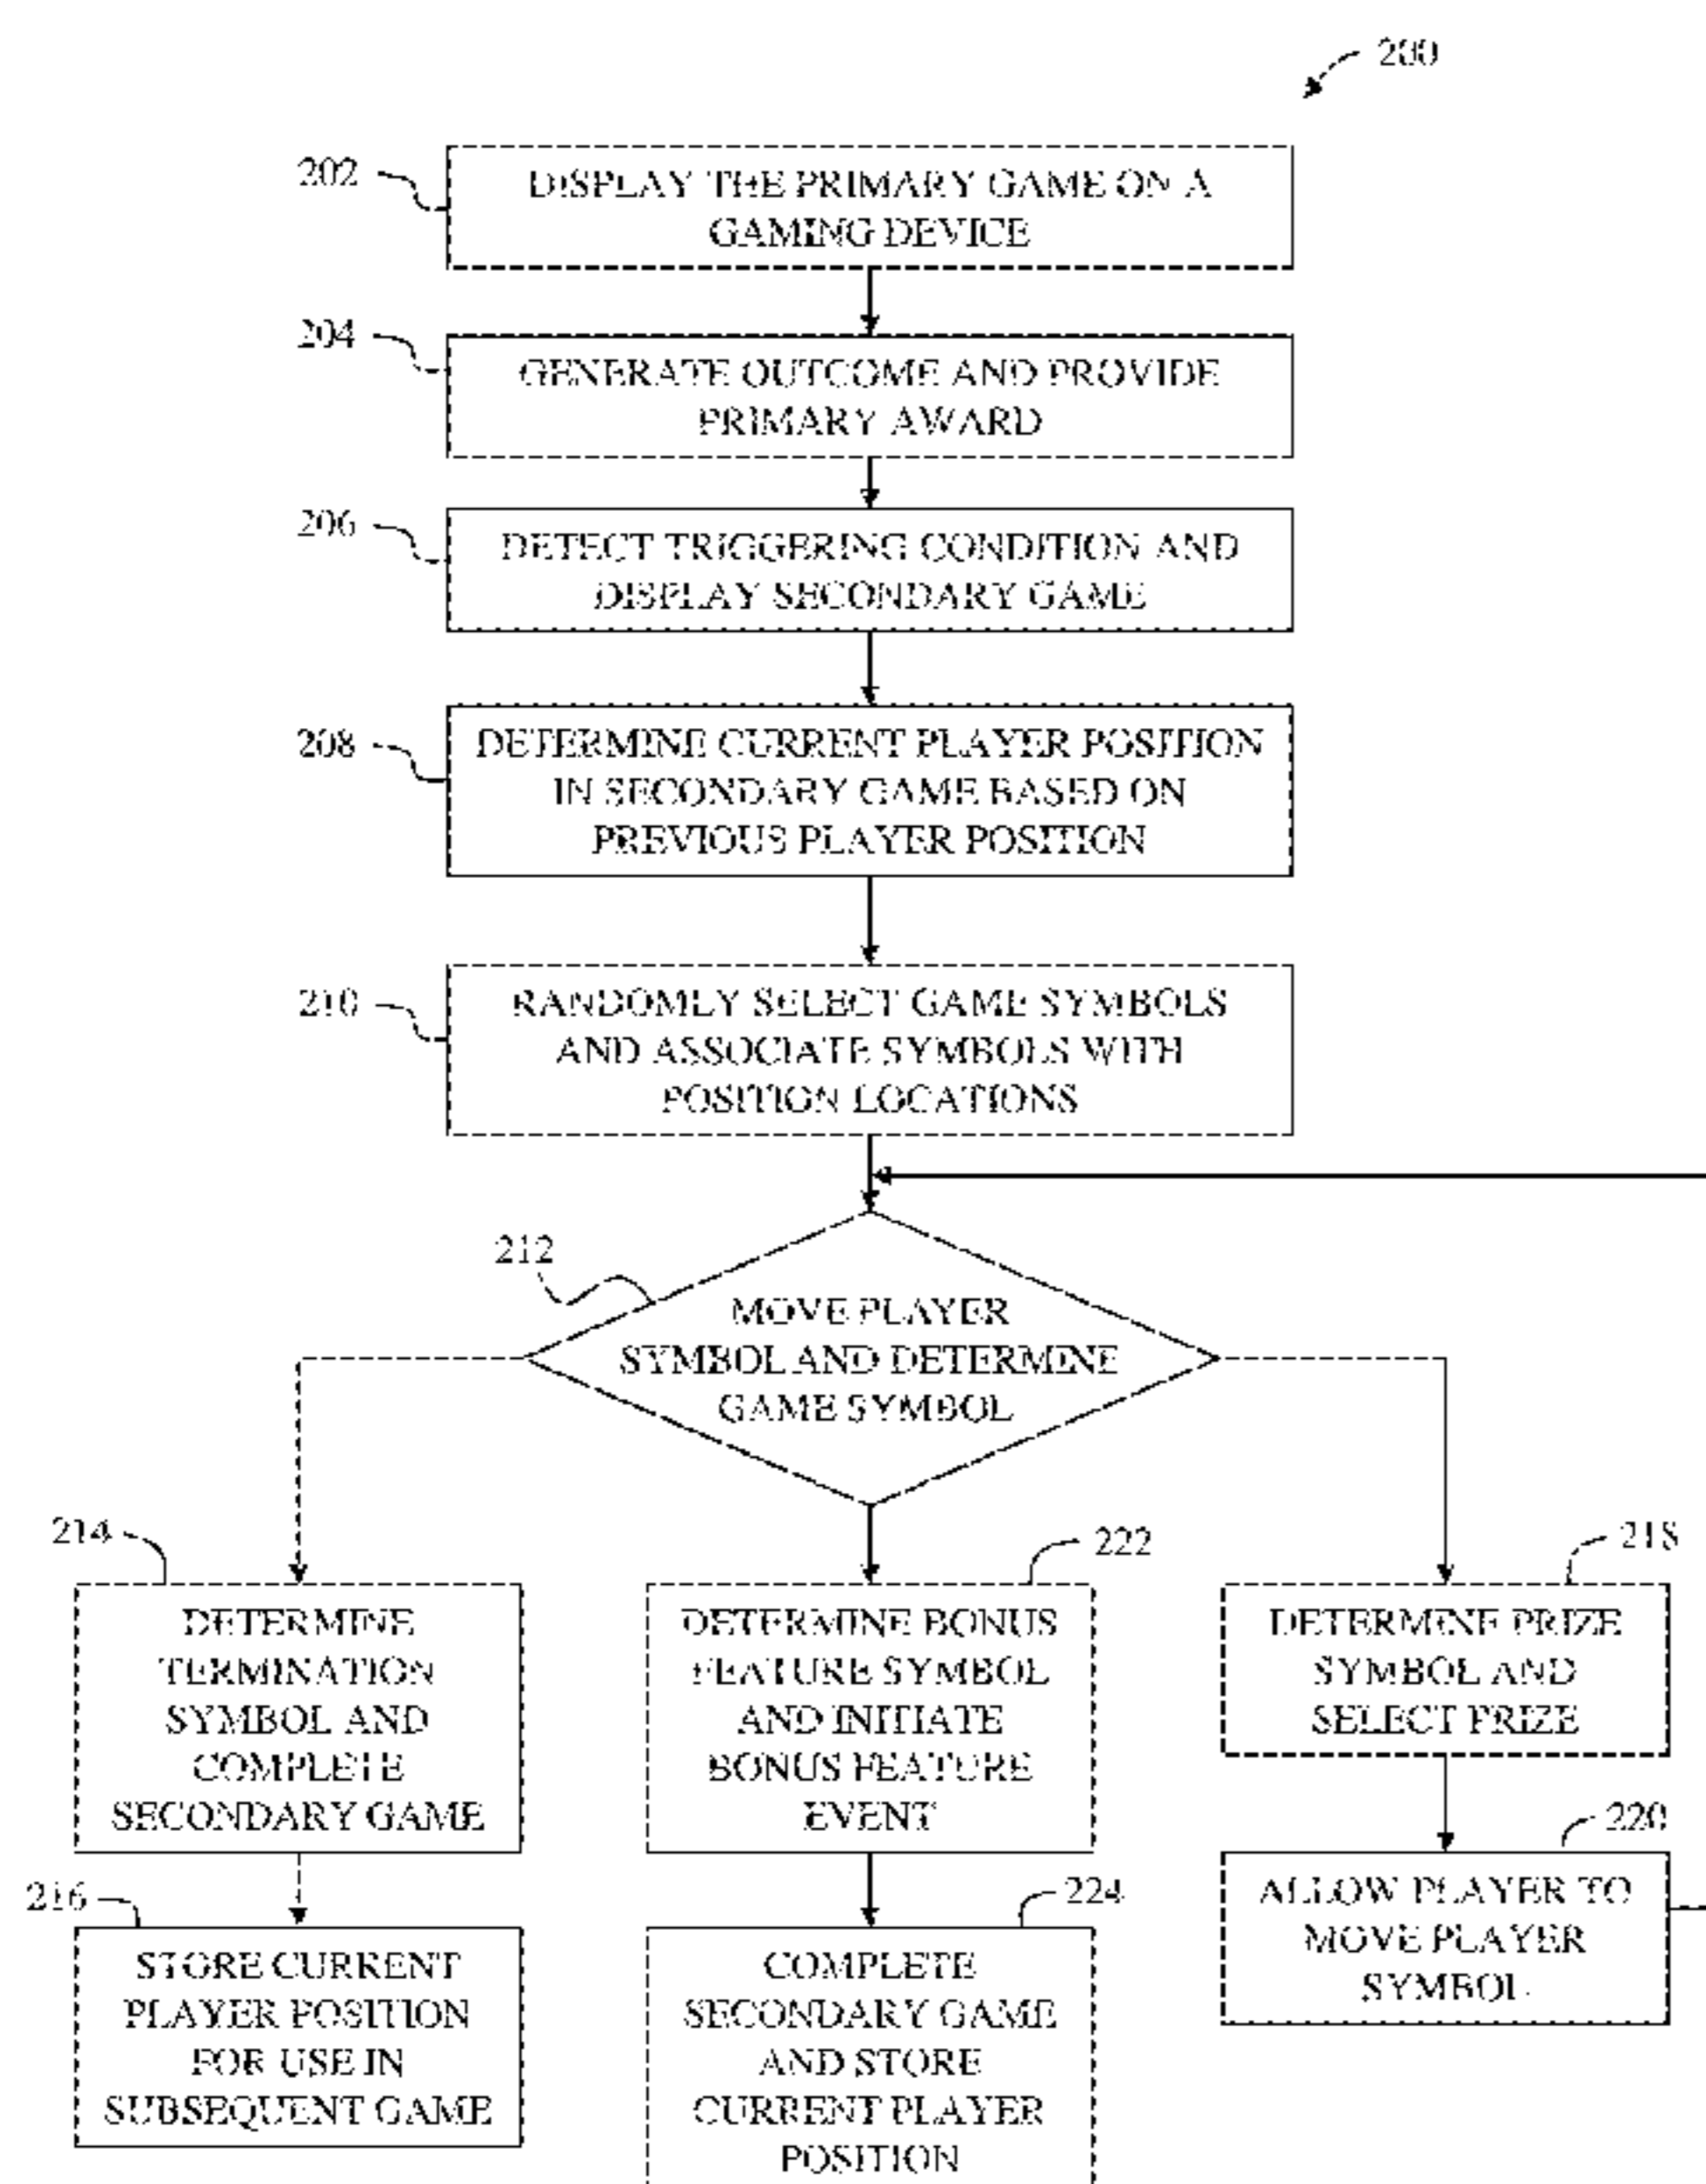 200
202
DISPLAY THE PRIMARY GAME ON A
GAMING DEVICE
204
GENERATE OUTCOME AND PROVIDE
PRIMARY AWARD
206
DETECT TRIGGERING CONDITION AND
DISPLAY SECONDARY GAME
208
DETERMINE CURRENT PLAYER POSITION
IN SECONDARY GAME BASED ON
PREVIOUS PLAYER POSITION
210
RANDOMLY SELECT GAME SYMBOLS
AND ASSOCIATE SYMBOLS WITH
POSITION LOCATIONS
212
MOVE PLAYER
SYMBOL AND DETERMINE
GAME SYMBOL
214
DETERMINE
TERMINATION
SYMBOL AND
COMPLETE
SECONDARY GAME
216
STORE CURRENT
PLAYER POSITION
FOR USE IN
SUBSEQUENT GAME
222
DETERMINE BONUS
FEATURE SYMBOL
AND INITIATE
BONUS FEATURE
EVENT
224
COMPLETE
SECONDARY GAME
AND STORE
CURRENT PLAYER
POSITION
218
DETERMINE PRIZE
SYMBOL AND
SELECT PRIZE
220
ALLOW PLAYER TO
MOVE PLAYER
SYMBOL